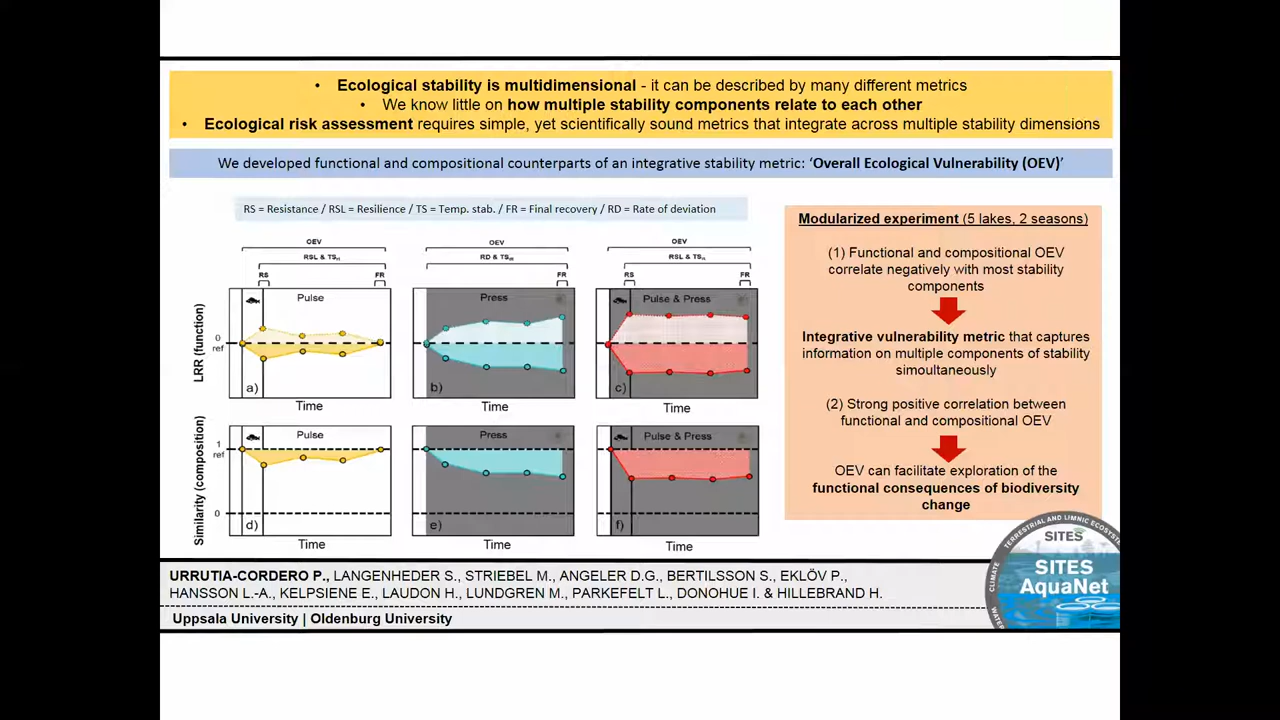 • Ecological stability is multidimensional - it can be described by many different metrics
• We know little on how multiple stability components relate to each other
• Ecological risk assessment requires simple, yet scientifically sound metrics that integrate across multiple stability dimensions
We developed functional and compositional counterparts of an integrative stability metric: ‘Overall Ecological Vulnerability (OEV)’
RS = Resistance / RSL = Resilience / TS = Temp. stab. / FR = Final recovery / RD = Rate of deviation
OEV
RSL & TS
RS
FR
Pulse
LRR (function)
0
ref
a)
Time
OEV
RD & TS
FR
Press
b)
Time
OEV
RSL & TS
RS
FR
Pulse & Press
c)
Time
Pulse
Similarity (composition)
1
ref
0
d)
Time
Press
e)
Time
Pulse & Press
f)
Time
Modularized experiment (5 lakes, 2 seasons)
(1) Functional and compositional OEV
correlate negatively with most stability
components
Integrative vulnerability metric that captures
information on multiple components of stability
simoultaneously
(2) Strong positive correlation between
functional and compositional OEV
OEV can facilitate exploration of the
functional consequences of biodiversity
change
URRUTIA-CORDERO P., LANGENHEDER S., STRIEBEL M., ANGELER D.G., BERTILSSON S., EKLÖV P.,
HANSSON L.-A., KELPSIENE E., LAUDON H., LUNDGREN M., PARKEFELT L., DONOHUE I. & HILLEBRAND H.
Uppsala University | Oldenburg University
TERRESTRIAL AND LIMNIC
CLIMATE
SITES
SITES
AquaNet